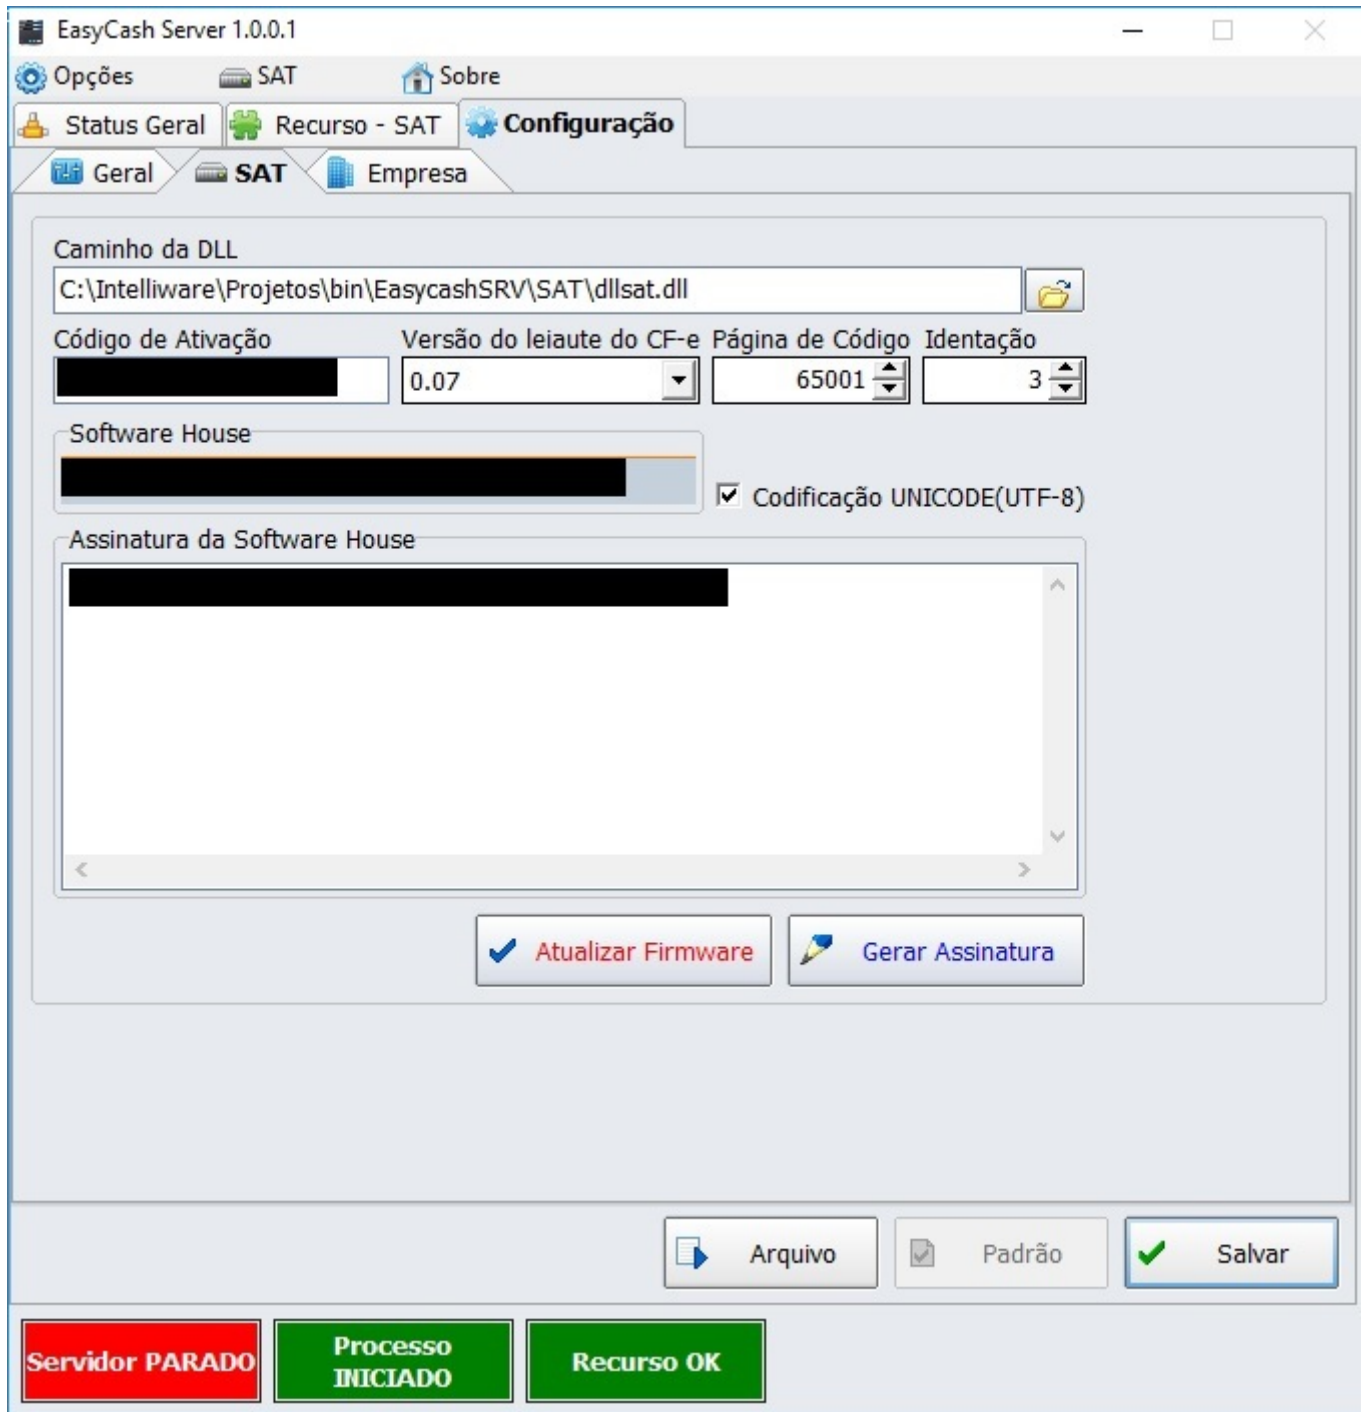 EasyCash Server 1.0.0.1
Opções SAT Sobre
Status Geral Recurso - SAT Configuração
Geral SAT Empresa
Caminho da DLL
C:\Intelliware\Projetos\bin\EasycashSRV\SAT\dllsat.dll
Código de Ativação Versão do leiaute do CF-e Página de Código Identação
0.07 65001 3
Software House
Codificação UNICODE(UTF-8)
Assinatura da Software House
Atualizar Firmware Gerar Assinatura
Arquivo Padrão Salvar
Servidor PARADO Processo INICIADO Recurso OK